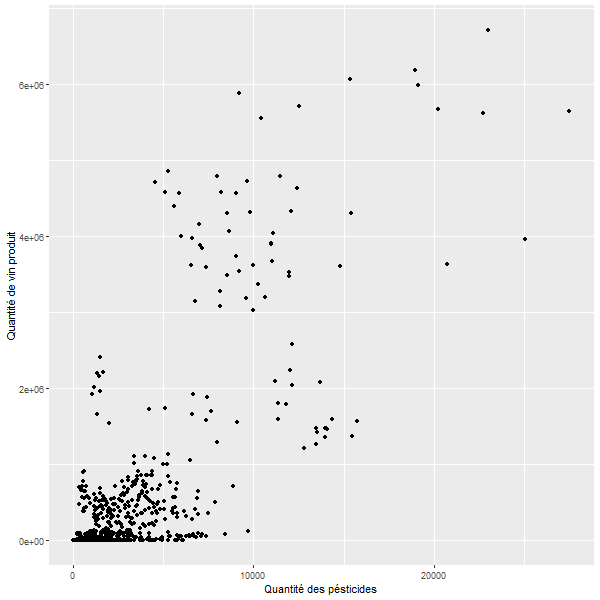 6e+06
4e+06
2e+06
0e+00
Quantité de vin produit
0 10000 20000
Quantité des pésticides